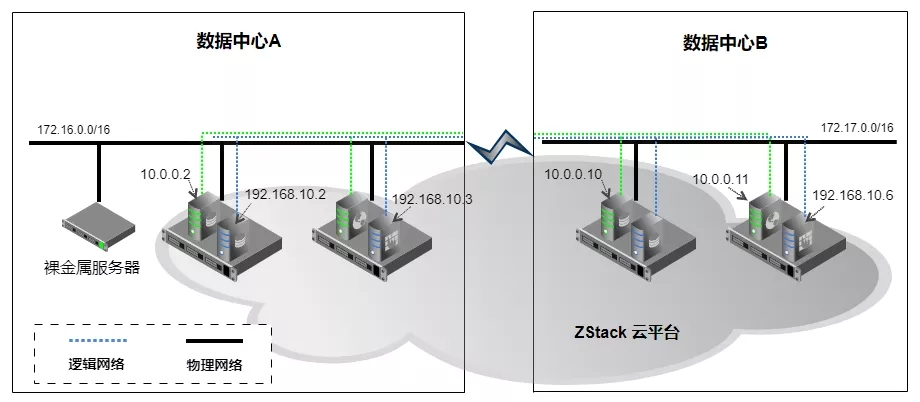 数据中心A
数据中心B
172.16.0.0/16
172.17.0.0/16
10.0.0.2
192.168.10.2
192.168.10.3
10.0.0.10
10.0.0.11
192.168.10.6
裸金属服务器
ZStack 云平台
逻辑网络
物理网络